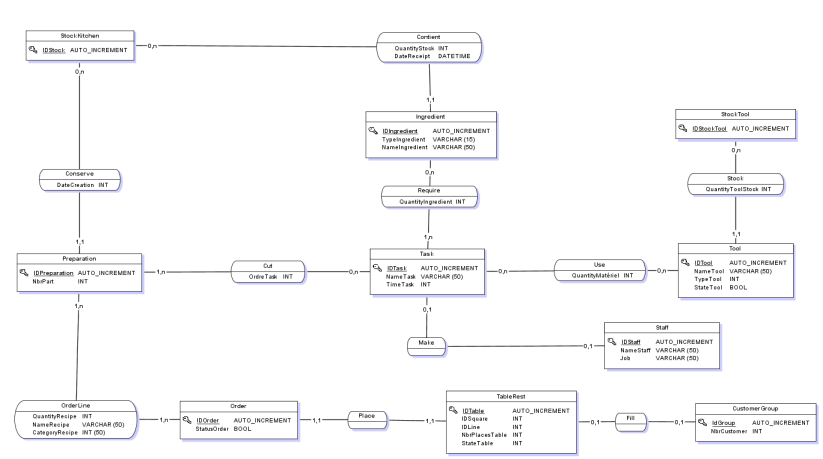 StockKitchen
IDStock AUTO_INCREMENT
0,n
0,n
Contient
QuantityStock INT
DateReceipt DATETIME
1,1
Ingredient
IDIngredient AUTO_INCREMENT
TypeIngredient VARCHAR (15)
NameIngredient VARCHAR (50)
0,n
StockTool
IDStockTool AUTO_INCREMENT
0,n
Conserve
DateCreation INT
1,1
Require
QuantityIngredient INT
1,n
Stock
QuantityToolStock INT
1,1
Preparation
IDPreparation AUTO_INCREMENT
NbrPart INT
1,n
Cut
OrdreTask INT
0,n
Task
IDTask AUTO_INCREMENT
NameTask VARCHAR (50)
TimeTask INT
0,n
Use
QuantityMatériel INT
0,n
Tool
IDTool AUTO_INCREMENT
NameTool VARCHAR (50)
TypeTool INT
StateTool BOOL
1,n
0,1
Make
0,1
Staff
IDStaff AUTO_INCREMENT
NameStaff VARCHAR (50)
Job VARCHAR (50)
OrderLine
QuantityRecipe INT
NameRecipe VARCHAR (50)
CategoryRecipe INT (50)
1,n
Order
IDOrder AUTO_INCREMENT
StatusOrder BOOL
1,1
Place
1,1
TableRest
IDTable AUTO_INCREMENT
IDSquare INT
IDLine INT
NbrPlacesTable INT
StateTable INT
0,1
Fill
0,1
CustomerGroup
IdGroup AUTO_INCREMENT
NbrCustomer INT